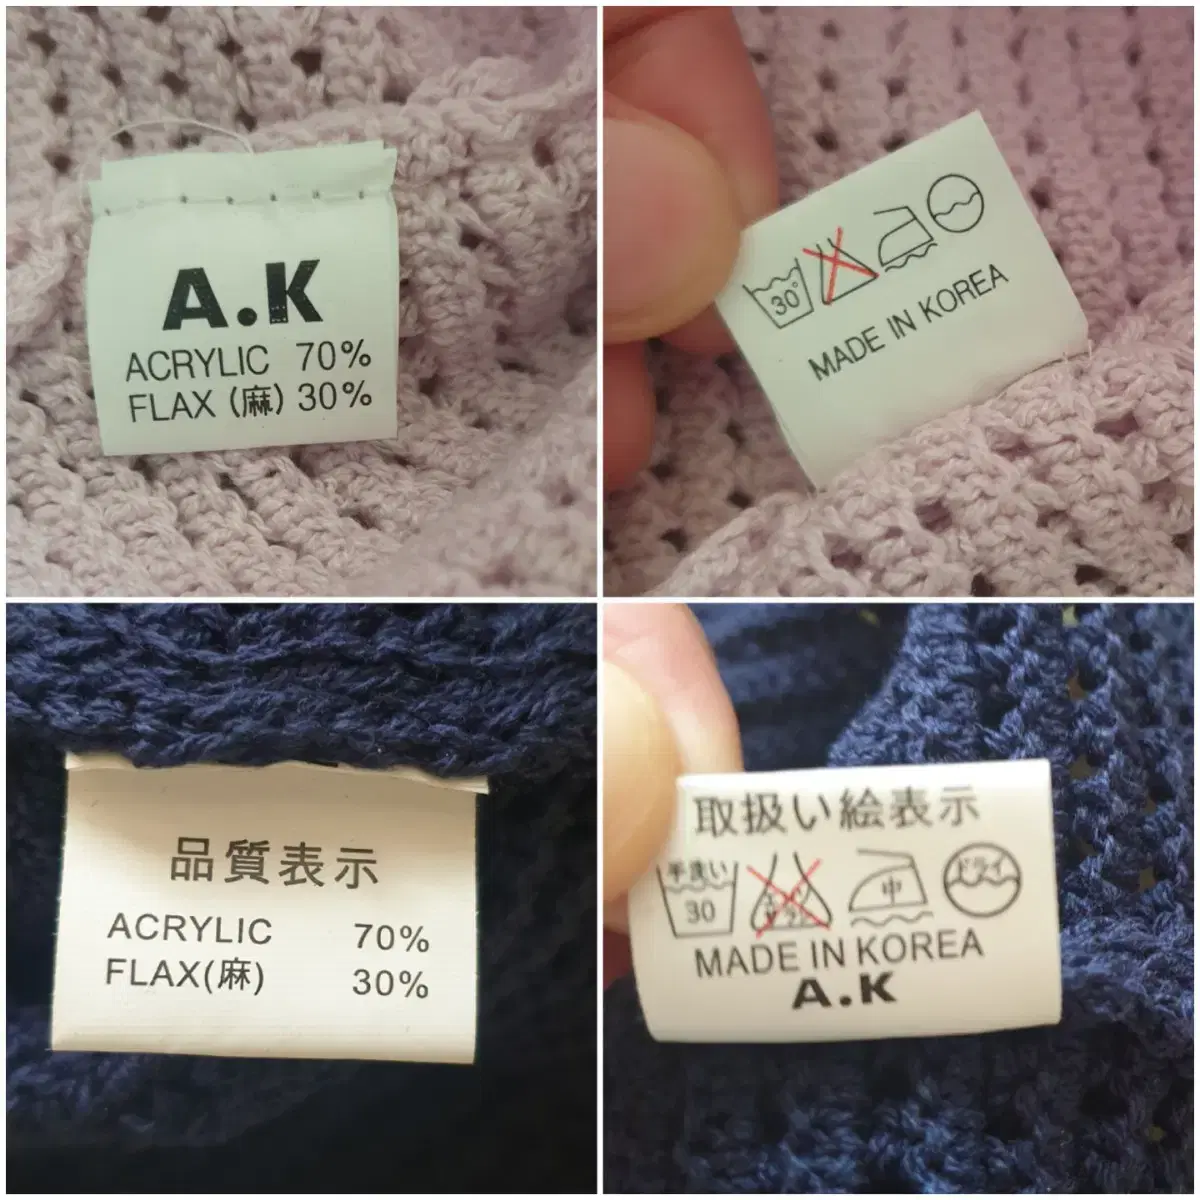 A.K
ACRYLIC 70%
FLAX (麻) 30%
30°
MADE IN KOREA
品質表示
ACRYLIC 70%
FLAX(麻) 30%
取扱い絵表示
手洗い 中 ドライ
30
MADE IN KOREA
A.K